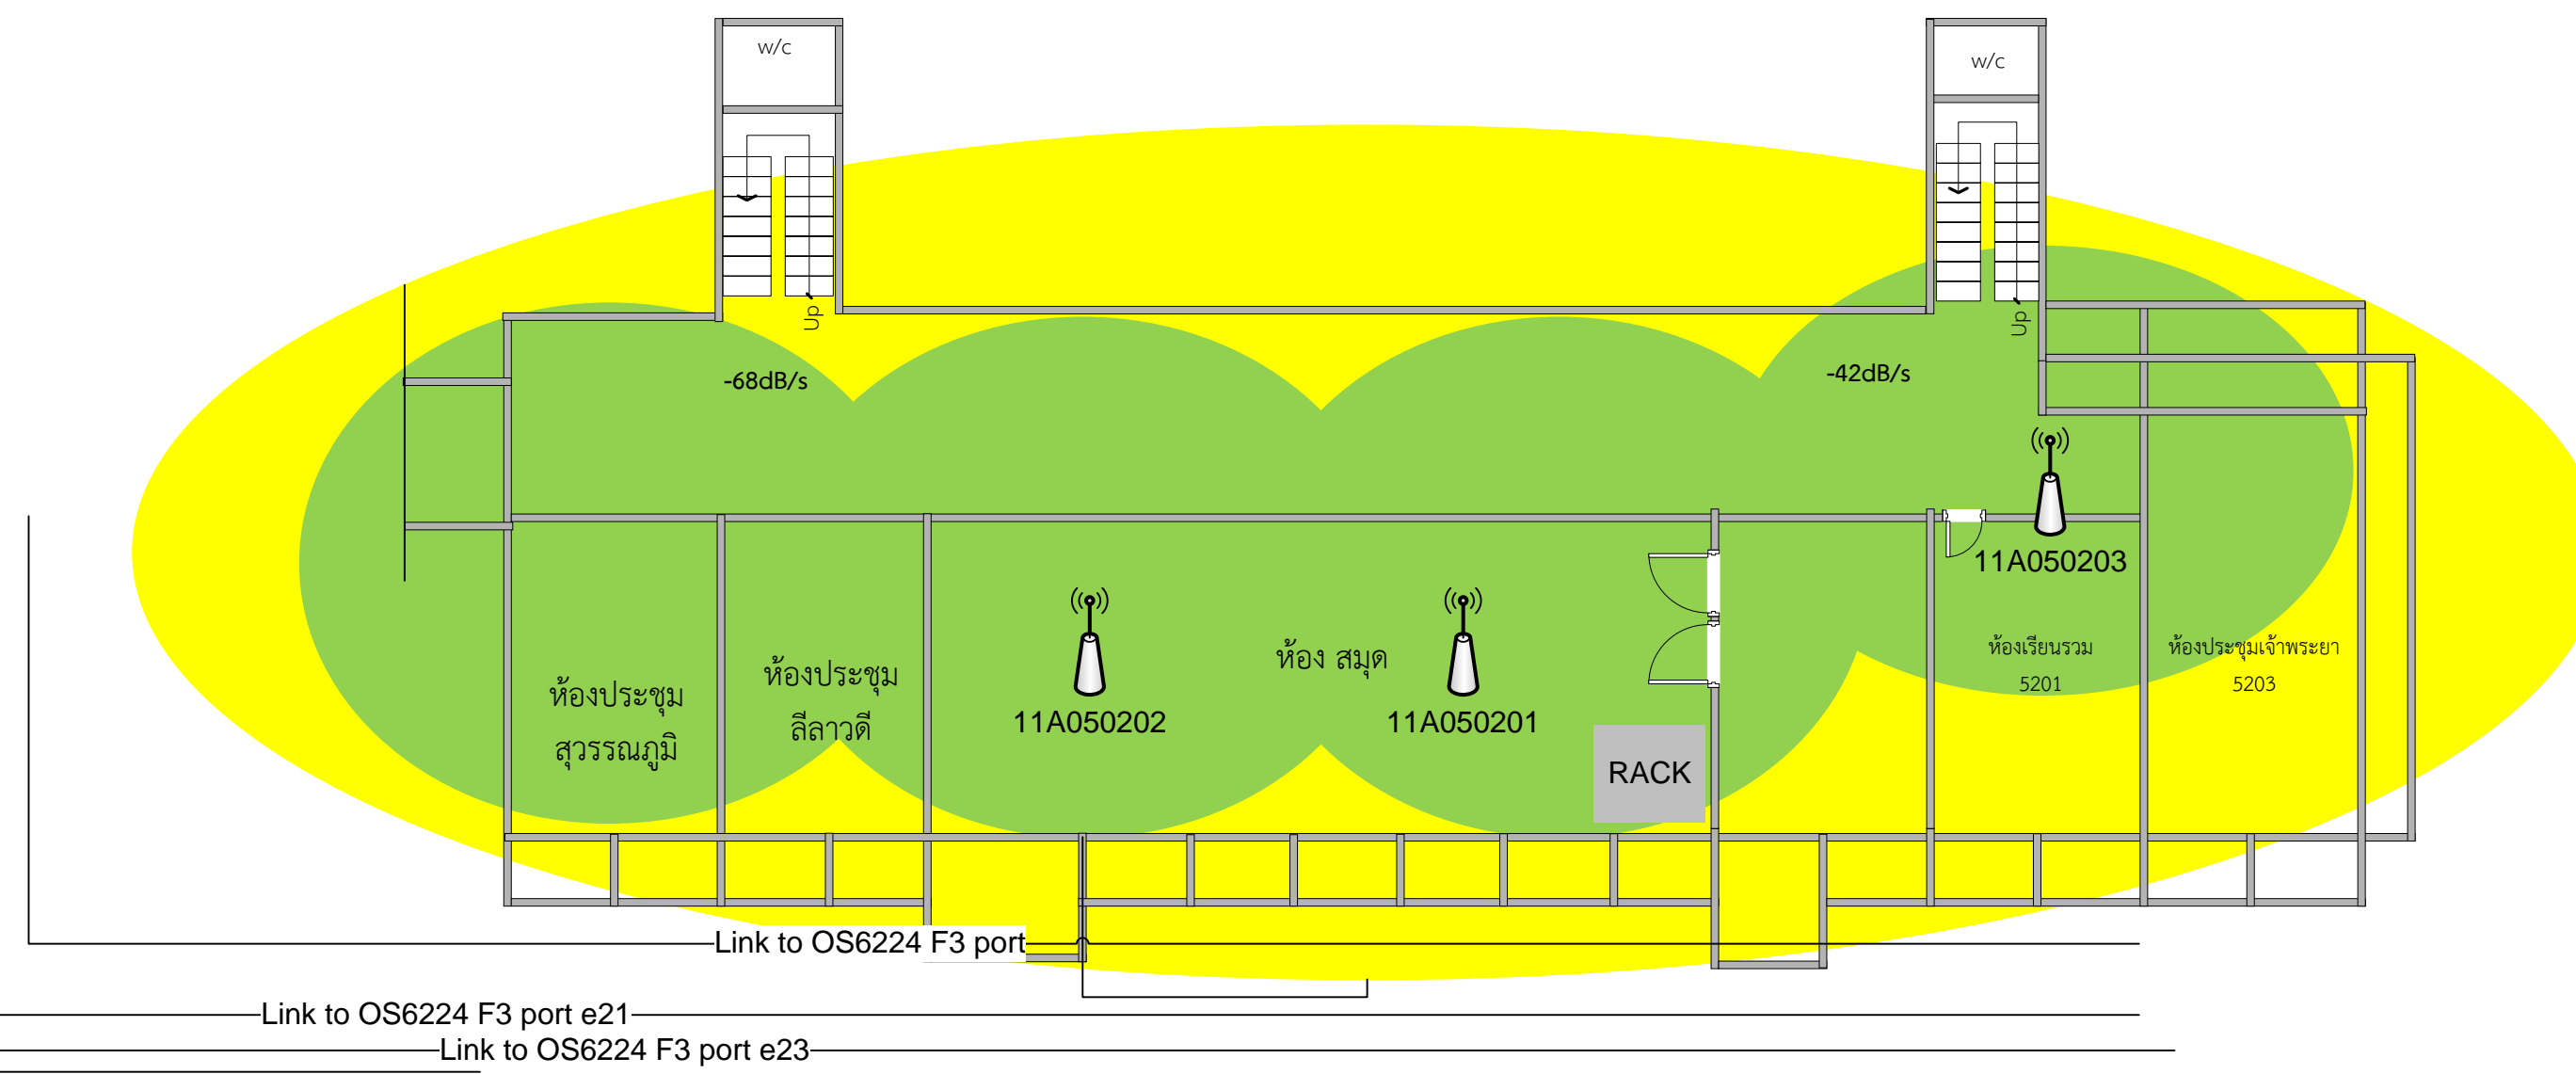 w/c
w/c
Up
Up
-68dB/s
-42dB/s
11A050203
ห้องประชุม
สุวรรณภูมิ
ห้องประชุม
ลีลาวดี
11A050202
ห้อง สมุด
11A050201
RACK
ห้องเรียนรวม
5201
ห้องประชุมเจ้าพระยา
5203
Link to OS6224 F3 port
Link to OS6224 F3 port e21
Link to OS6224 F3 port e23